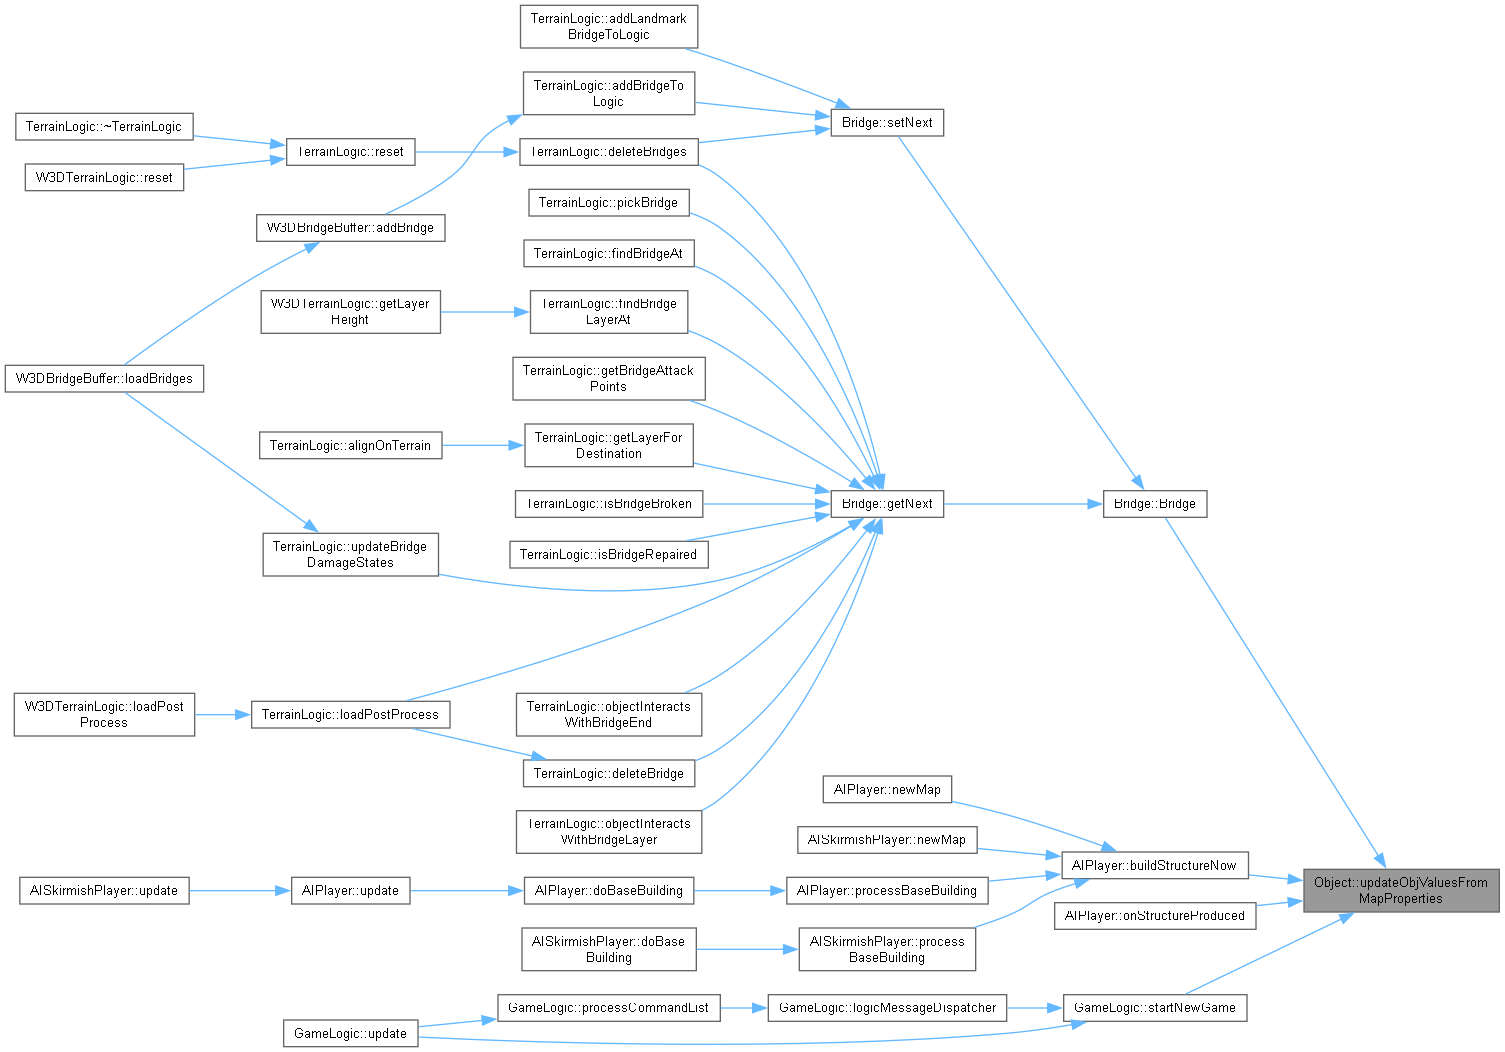 TerrainLogic::addLandmark
BridgeToLogic
TerrainLogic::addBridgeTo
Logic
Bridge::setNext
TerrainLogic::~TerrainLogic
TerrainLogic::reset
TerrainLogic::deleteBridges
W3DTerrainLogic::reset
TerrainLogic::pickBridge
W3DBridgeBuffer::addBridge
TerrainLogic::findBridgeAt
W3DTerrainLogic::getLayer
Height
TerrainLogic::findBridge
LayerAt
W3DBridgeBuffer::loadBridges
TerrainLogic::getBridgeAttack
Points
TerrainLogic::alignOnTerrain
TerrainLogic::getLayerFor
Destination
TerrainLogic::isBridgeBroken
Bridge::getNext
Bridge::Bridge
TerrainLogic::updateBridge
DamageStates
TerrainLogic::isBridgeRepaired
W3DTerrainLogic::loadPost
Process
TerrainLogic::loadPostProcess
TerrainLogic::objectInteracts
WithBridgeEnd
TerrainLogic::deleteBridge
AIPlayer::newMap
TerrainLogic::objectInteracts
WithBridgeLayer
AISkirmishPlayer::newMap
AIPlayer::buildStructureNow
AISkirmishPlayer::update
AIPlayer::update
AIPlayer::doBaseBuilding
AIPlayer::processBaseBuilding
Object::updateObjValuesFrom
MapProperties
AIPlayer::onStructureProduced
AISkirmishPlayer::doBase
Building
AISkirmishPlayer::process
BaseBuilding
GameLogic::processCommandList
GameLogic::logicMessageDispatcher
GameLogic::startNewGame
GameLogic::update